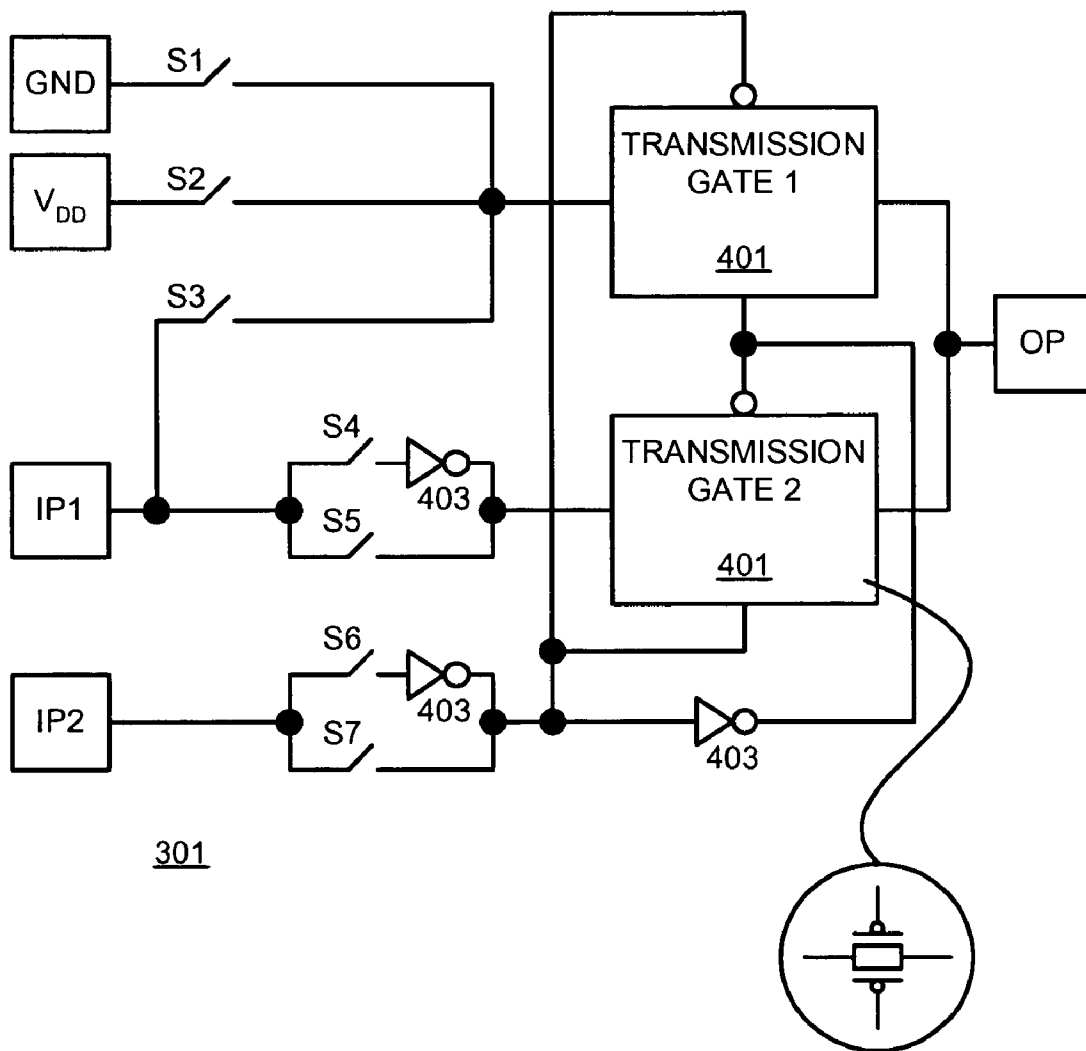 S1
GND
TRANSMISSION
GATE 1
401
S2
VDD
S3
OP
S4
403
TRANSMISSION
GATE 2
401
IP1
S5
S6
403
IP2
S7
403
301